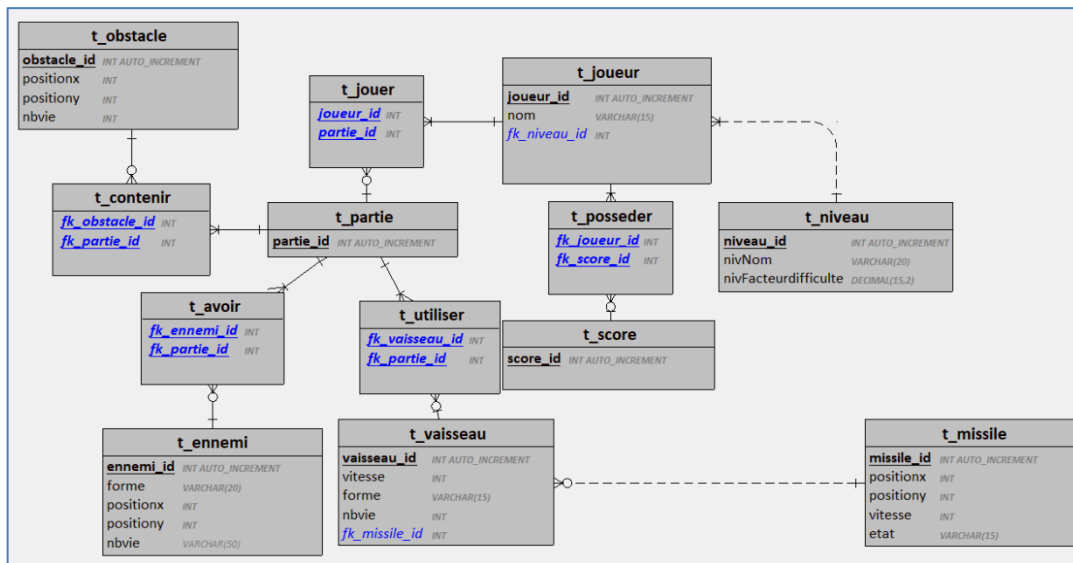 t_obstacle
obstacle_id INT AUTO_INCREMENT
positionx INT
positiony INT
nbvie INT
t_jouer
joueur_id INT
partie_id INT
t_joueur
joueur_id INT AUTO_INCREMENT
nom VARCHAR(15)
fk_niveau_id INT
t_contenir
fk_obstacle_id INT
fk_partie_id INT
t_partie
partie_id INT AUTO_INCREMENT
t_posseder
fk_joueur_id INT
fk_score_id INT
t_niveau
niveau_id INT AUTO_INCREMENT
nivNom VARCHAR(20)
nivFacteurdifficulte DECIMAL(15,2)
t_avoir
fk_ennemi_id INT
fk_partie_id INT
t_utiliser
fk_vaisseau_id INT
fk_partie_id INT
t_score
score_id INT AUTO_INCREMENT
t_ennemi
ennemi_id INT AUTO_INCREMENT
forme VARCHAR(20)
positionx INT
positiony INT
nbvie VARCHAR(50)
t_vaisseau
vaisseau_id INT AUTO_INCREMENT
vitesse INT
forme VARCHAR(15)
nbvie INT
fk_missile_id INT
t_missile
missile_id INT AUTO_INCREMENT
positionx INT
positiony INT
vitesse INT
etat VARCHAR(15)